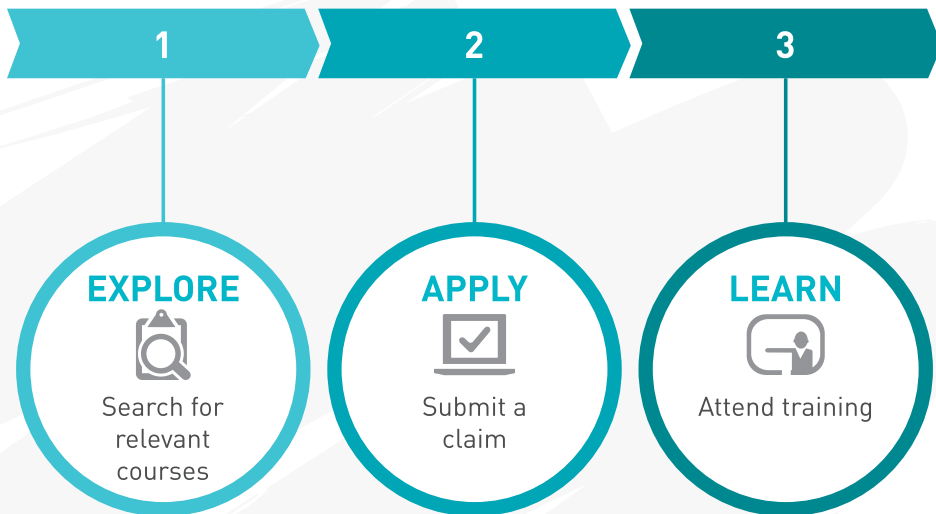 1
2
3
EXPLORE
Search for
relevant
courses
APPLY
Submit a
claim
LEARN
Attend training